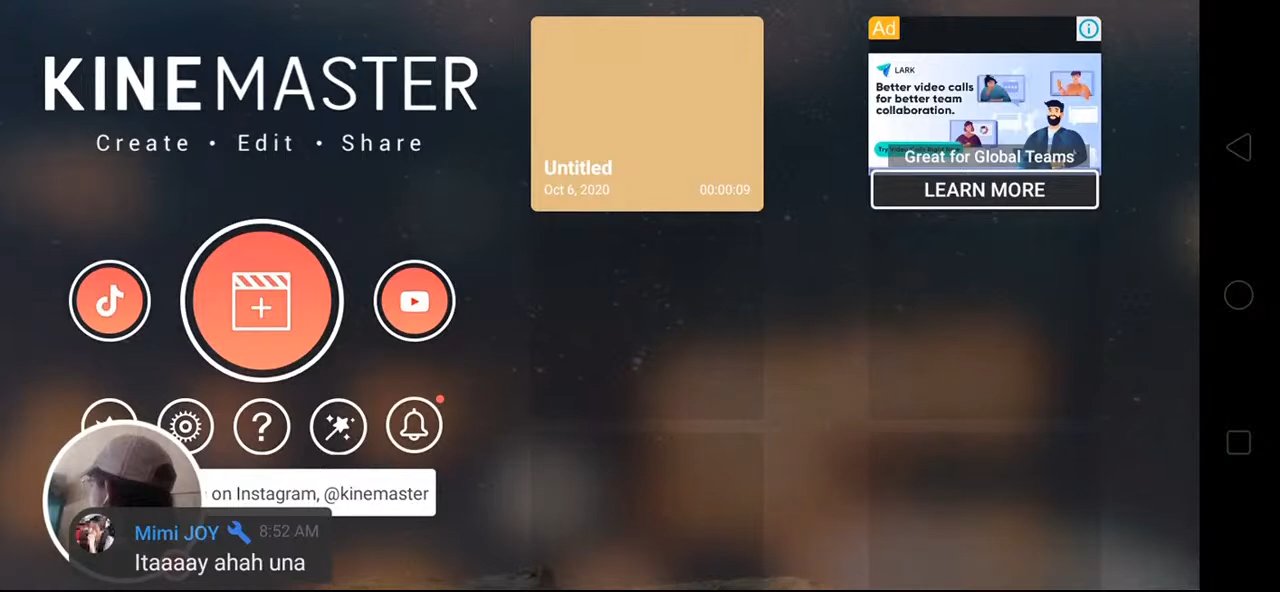 KINEMASTER
Create • Edit • Share
Untitled
Oct 6, 2020
00:00:09
Ad
LARK
Better video calls
for better team
collaboration.
Great for Global Teams
LEARN MORE
on Instagram, @kinemaster
Mimi JOY 8:52 AM
Itaaaay ahah una